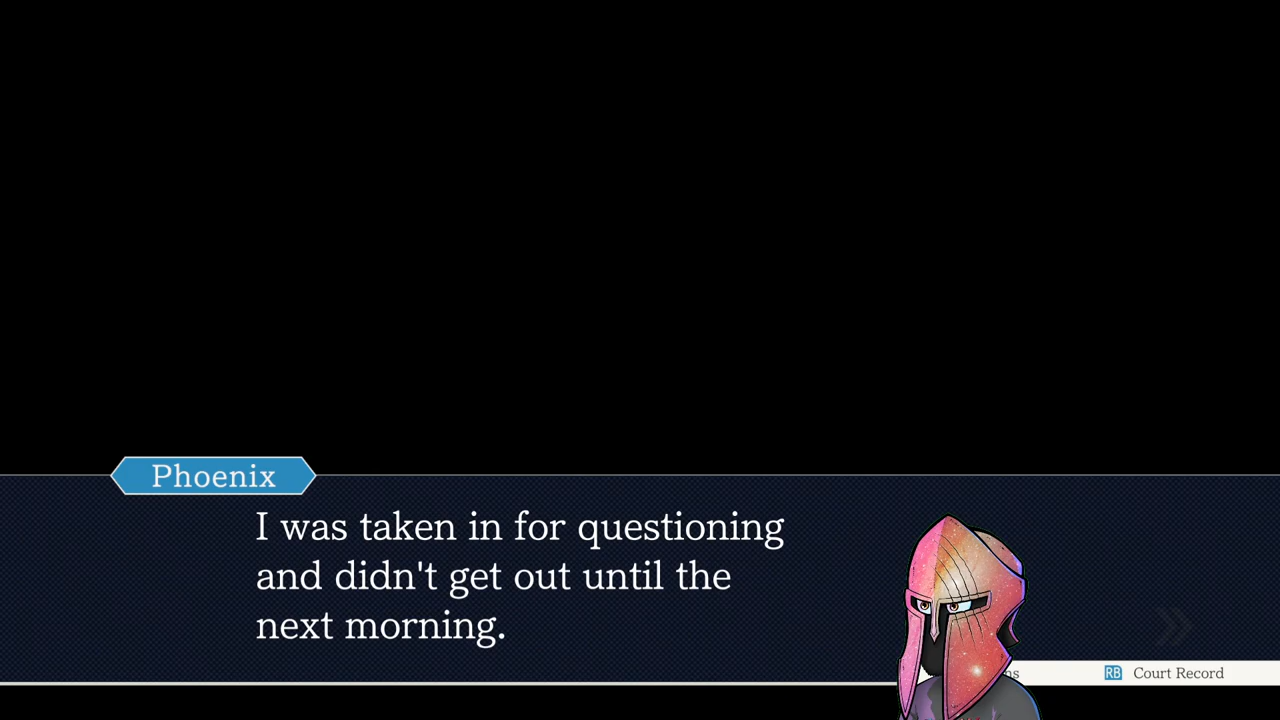 Phoenix
I was taken in for questioning
and didn't get out until the
next morning.
RB Court Record